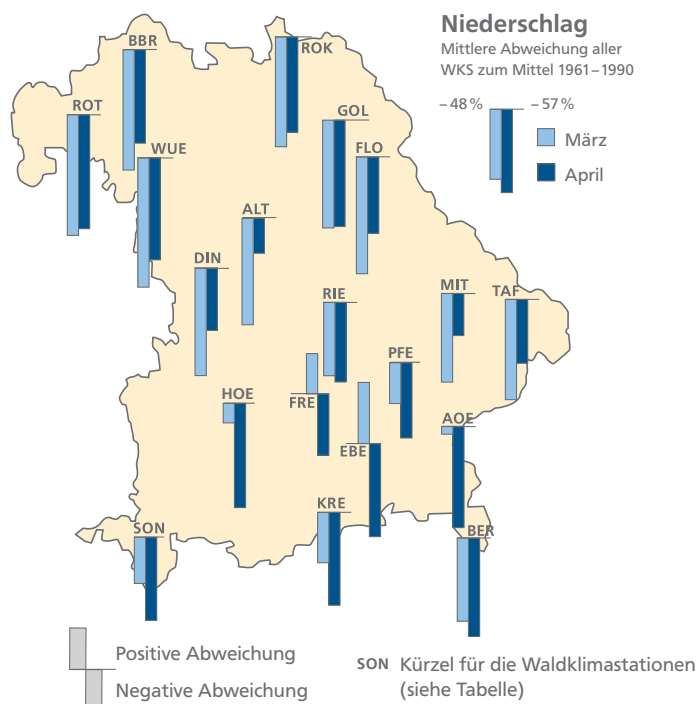 Niederschlag
Mittlere Abweichung aller
WKS zum Mittel 1961–1990
– 48 % – 57 %
März
April
BBR
ROK
ROT
GOL
WUE
FLO
ALT
DIN
RIE
MIT
TAF
PFE
HOE
FRE
AOE
EBE
KRE
SON
BER
Positive Abweichung
Negative Abweichung
SON Kürzel für die Waldklimastationen
(siehe Tabelle)